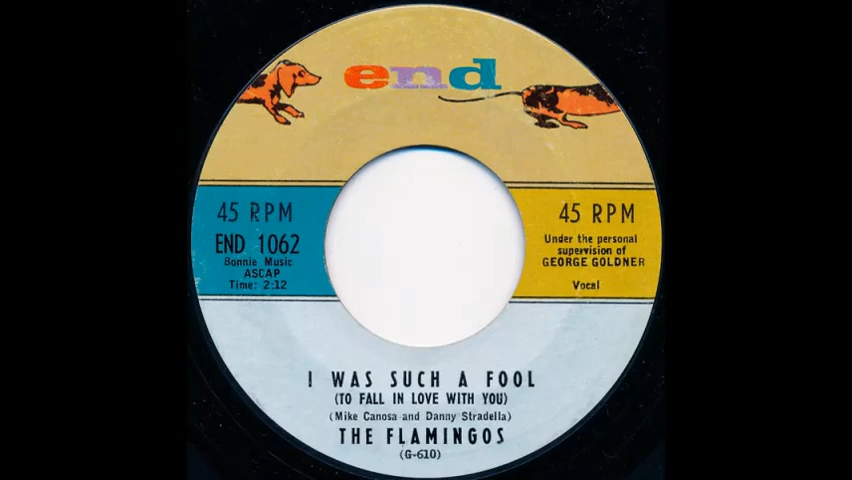 end
45 RPM
END 1062
Bonnie Music
ASCAP
Time: 2:12
45 RPM
Under the personal
supervision of
GEORGE GOLDNER
Vocal
I WAS SUCH A FOOL
(TO FALL IN LOVE WITH YOU)
(Mike Canosa and Danny Stradella)
THE FLAMINGOS
(G-610)